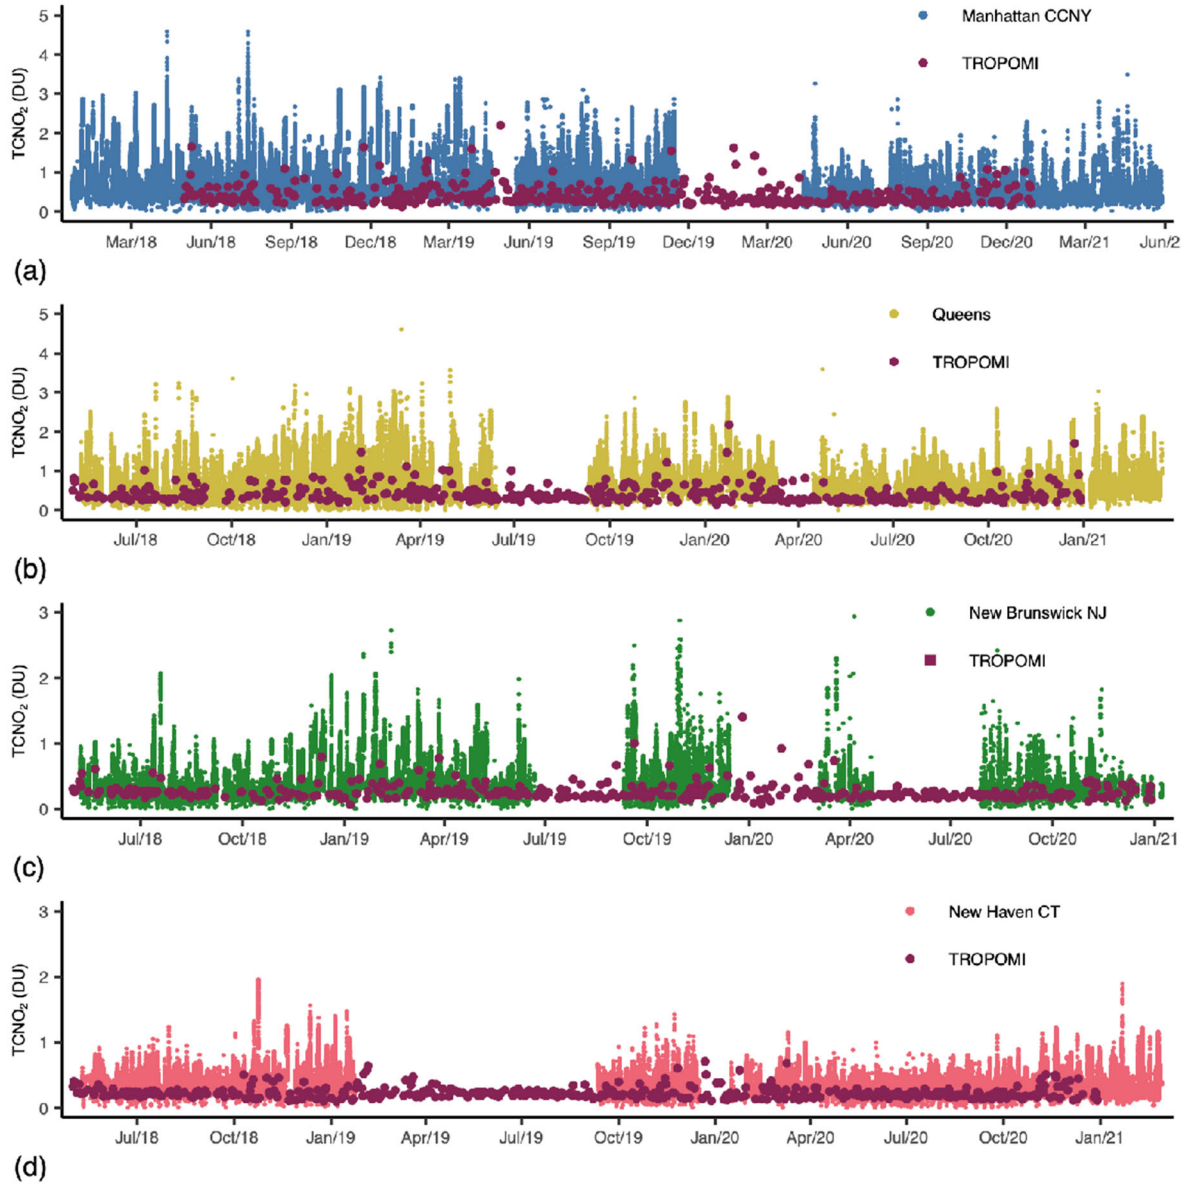 5
4
3
2
1
0
TCNO₂ (DU)
Manhattan CCNY
TROPOMI
Mar/18 Jun/18 Sep/18 Dec/18 Mar/19 Jun/19 Sep/19 Dec/19 Mar/20 Jun/20 Sep/20 Dec/20 Mar/21 Jun/2
(a)
5
4
3
2
1
0
TCNO₂ (DU)
Queens
TROPOMI
Jul/18 Oct/18 Jan/19 Apr/19 Jul/19 Oct/19 Jan/20 Apr/20 Jul/20 Oct/20 Jan/21
(b)
3
2
1
0
TCNO₂ (DU)
New Brunswick NJ
TROPOMI
Jul/18 Oct/18 Jan/19 Apr/19 Jul/19 Oct/19 Jan/20 Apr/20 Jul/20 Oct/20 Jan/21
(c)
3
2
1
0
TCNO₂ (DU)
New Haven CT
TROPOMI
Jul/18 Oct/18 Jan/19 Apr/19 Jul/19 Oct/19 Jan/20 Apr/20 Jul/20 Oct/20 Jan/21
(d)